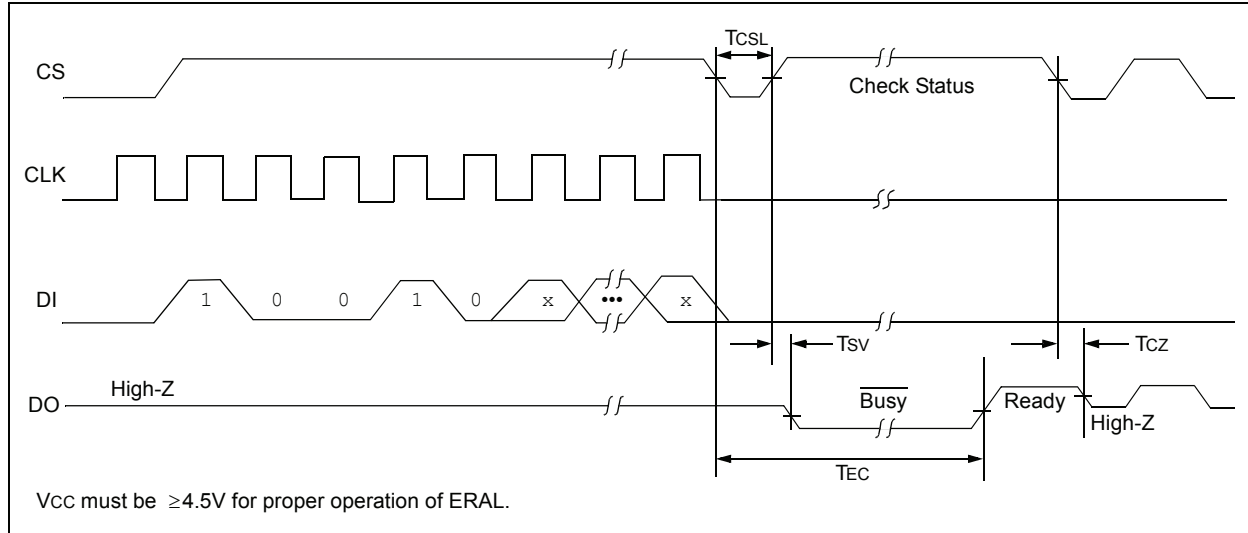 TCSL
CS
Check Status
CLK
DI
1 0 0 1 0 x ••• x
TSV
TCZ
High-Z
DO
Busy
Ready
High-Z
TEC
VCC must be ≥4.5V for proper operation of ERAL.